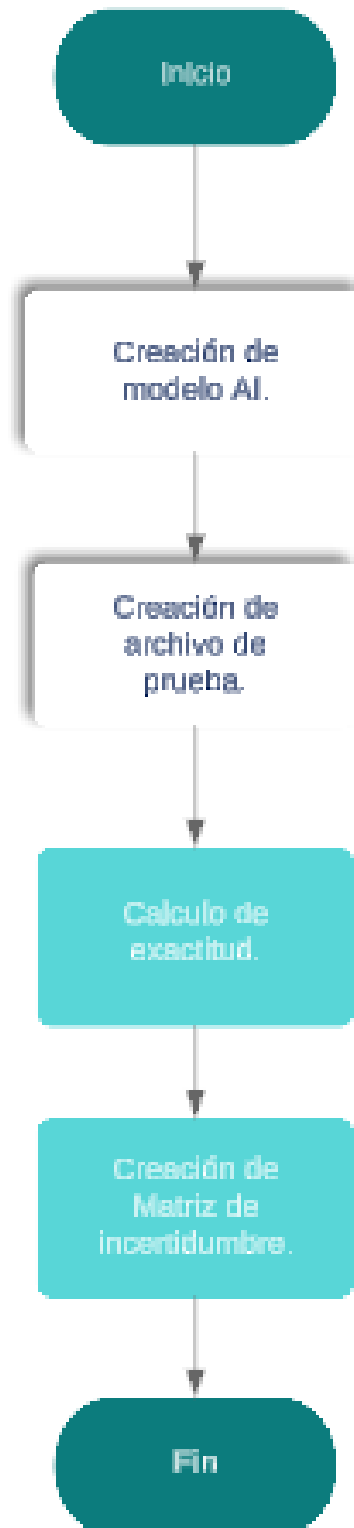 Inicio
Creación de
modelo AI.
Creación de
archivo de
prueba.
Calculo de
exactitud.
Creación de
Matriz de
incertidumbre.
Fin